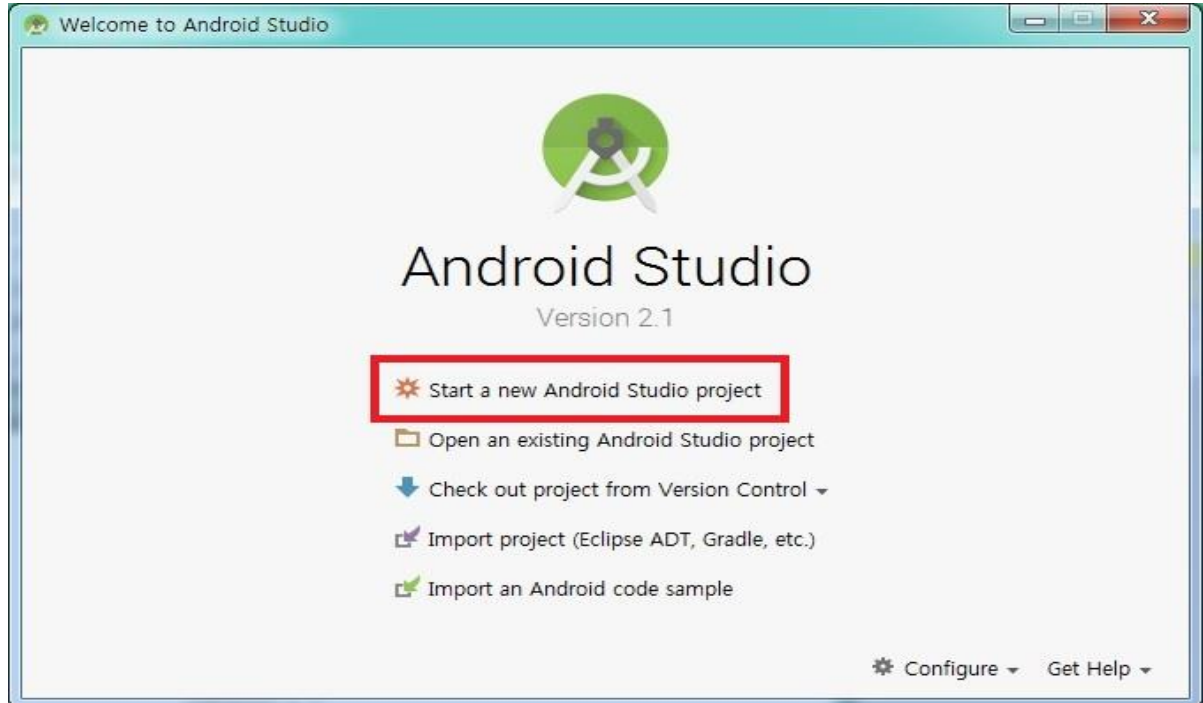 Welcome to Android Studio
Android Studio
Version 2.1
Start a new Android Studio project
Open an existing Android Studio project
Check out project from Version Control
Import project (Eclipse ADT, Gradle, etc.)
Import an Android code sample
Configure Get Help